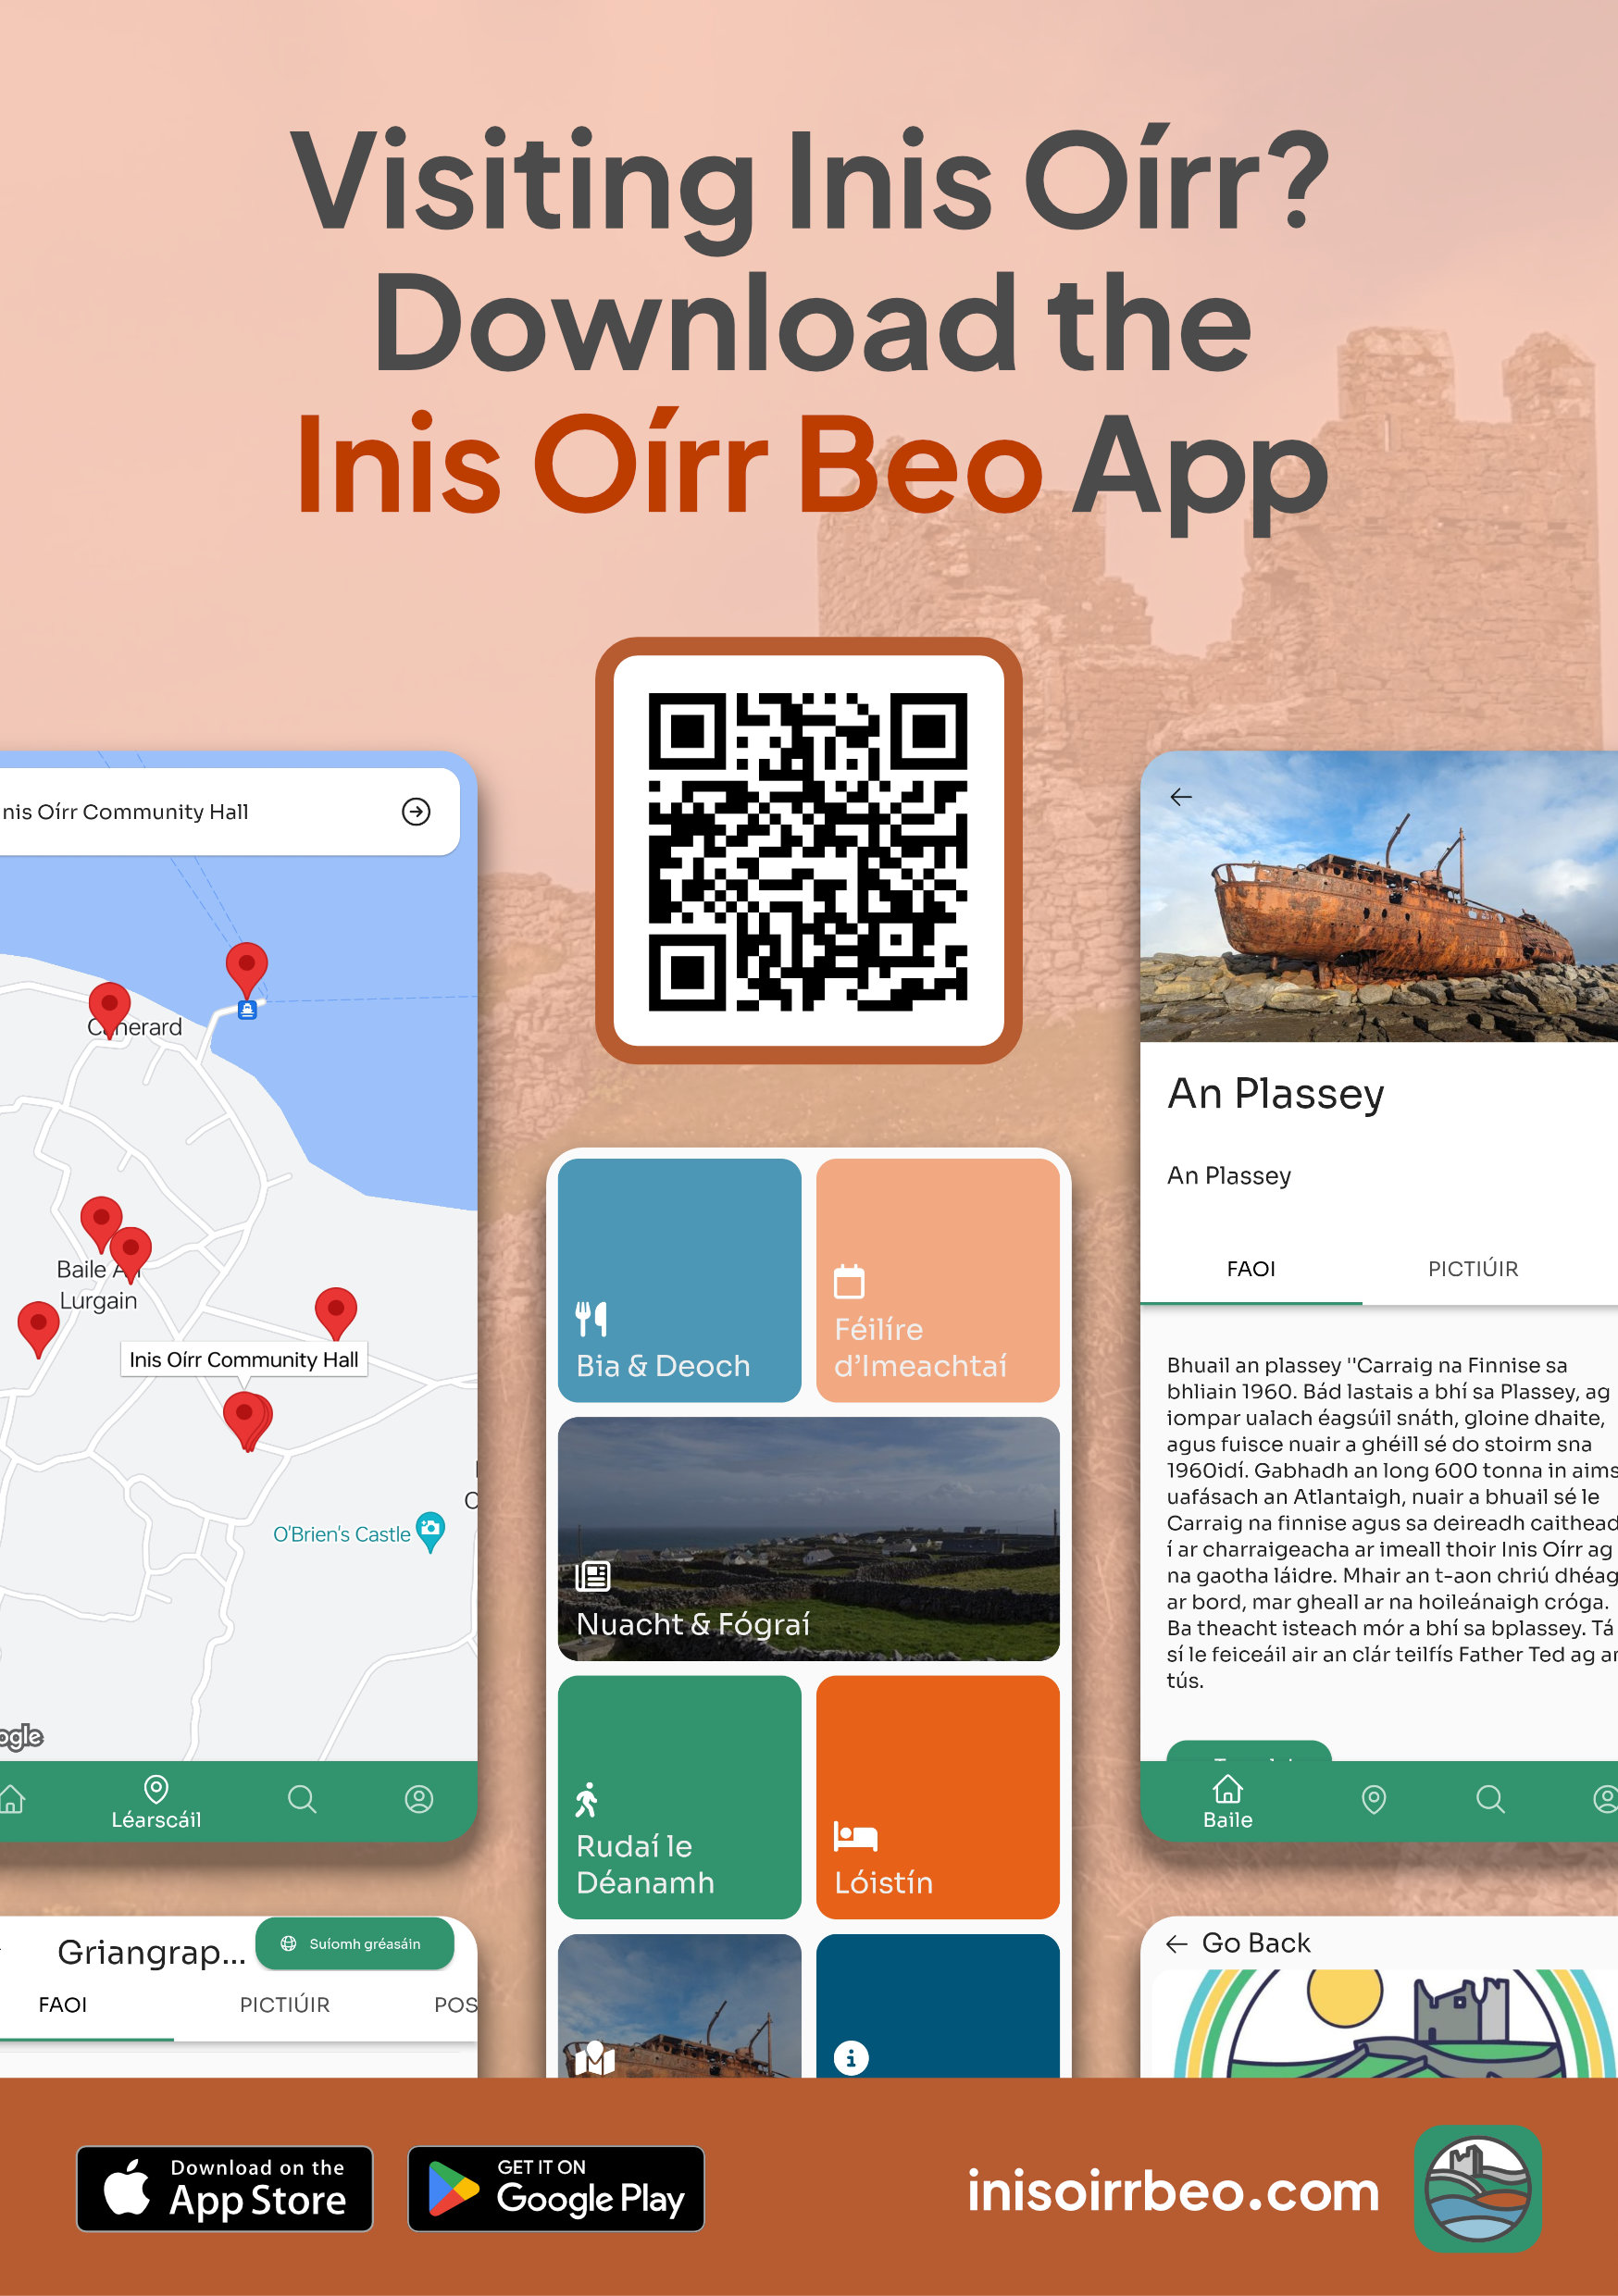 Visiting Inis Oírr?
Download the
Inis Oírr Beo App
nis Oírr Community Hall
Baile An
Lurgain
Inis Oírr Community Hall
O'Brien's Castle
ogle
Léarscáil
Griangrap...
Suíomh gréasáin
FAOI
PICTIÚIR
POS
Bia & Deoch
Féilíre
d'Imeachtaí
Nuacht & Fógraí
Rudaí le
Déanamh
Lóistín
An Plassey
An Plassey
FAOI
PICTIÚIR
Bhuail an plassey ''Carraig na Finnise sa
bhliain 1960. Bád lastais a bhí sa Plassey, ag
iompar ualach éagsúil snáth, gloine dhaite,
agus fuisce nuair a ghéill sé do stoirm sna
1960idí. Gabhadh an long 600 tonna in aims
uafásach an Atlantaigh, nuair a bhuail sé le
Carraig na finnise agus sa deireadh caithead
í ar charraigeacha ar imeall thoir Inis Oírr ag
na gaotha láidre. Mhair an t-aon chriú dhéag
ar bord, mar gheall ar na hoileánaigh cróga.
Ba theacht isteach mór a bhí sa bplassey. Tá
sí le feiceáil air an clár teilfís Father Ted ag ar
tús.
Baile
Go Back
Download on the
App Store
GET IT ON
Google Play
inisoirrbeo.com